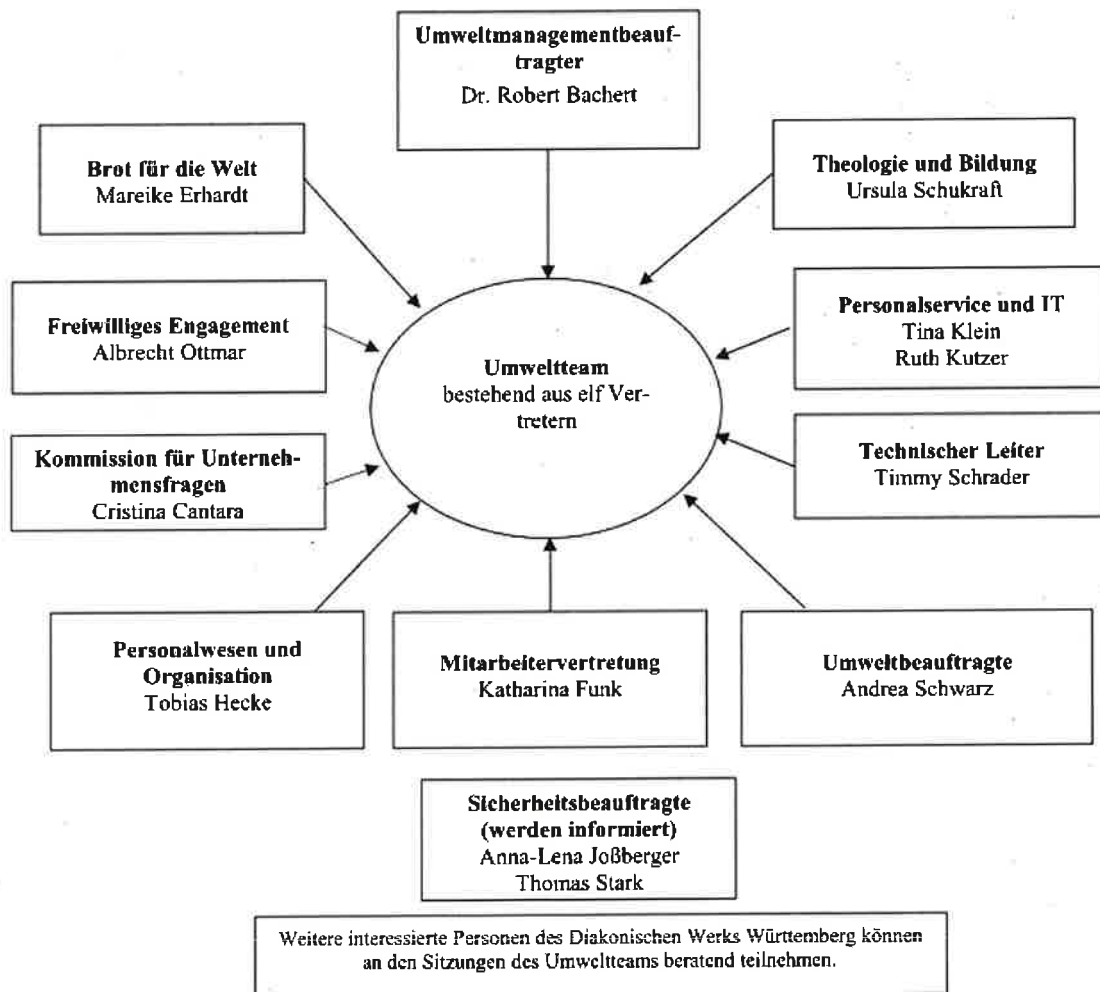 Umweltmanagementbeauf-
tragter
Dr. Robert Bachert
Brot für die Welt
Mareike Erhardt
Theologie und Bildung
Ursula Schukraft
Freiwilliges Engagement
Albrecht Ottmar
Personalservice und IT
Tina Klein
Ruth Kutzer
Umweltteam
bestehend aus elf Ver-
tretern
Kommission für Unterneh-
mensfragen
Cristina Cantara
Technischer Leiter
Timmy Schrader
Personalwesen und
Organisation
Tobias Hecke
Mitarbeitervertretung
Katharina Funk
Umweltbeauftragte
Andrea Schwarz
Sicherheitsbeauftragte
(werden informiert)
Anna-Lena Joßberger
Thomas Stark
Weitere interessierte Personen des Diakonischen Werks Württemberg können
an den Sitzungen des Umweltteams beratend teilnehmen.